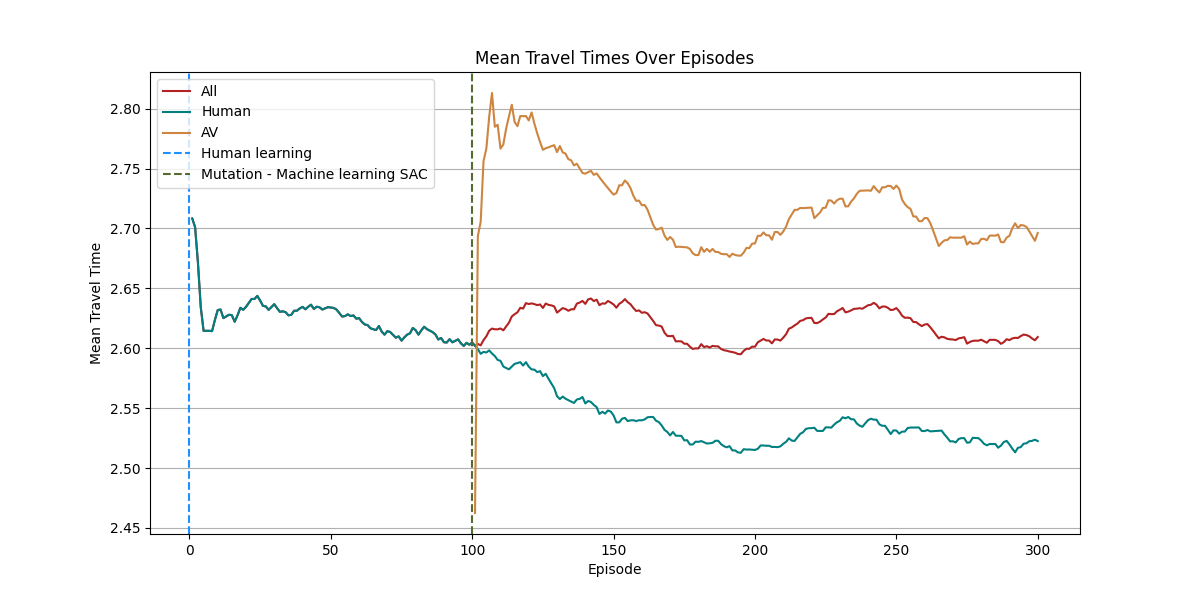 Mean Travel Times Over Episodes
All
Human
AV
Human learning
Mutation - Machine learning SAC
2.80
2.75
2.70
2.65
2.60
2.55
2.50
2.45
Mean Travel Time
0 50 100 150 200 250 300
Episode